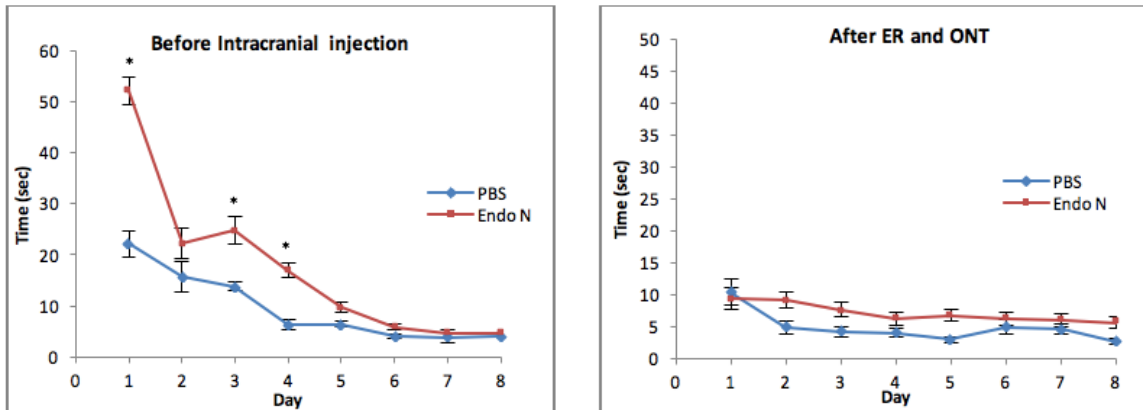 Before Intracranial injection
60
50
40
30
20
10
0
*
*
*
Time (sec)
PBS
Endo N
0 1 2 3 4 5 6 7 8
Day
After ER and ONT
50
45
40
35
30
25
20
15
10
5
0
Time (sec)
PBS
Endo N
0 1 2 3 4 5 6 7 8
Day